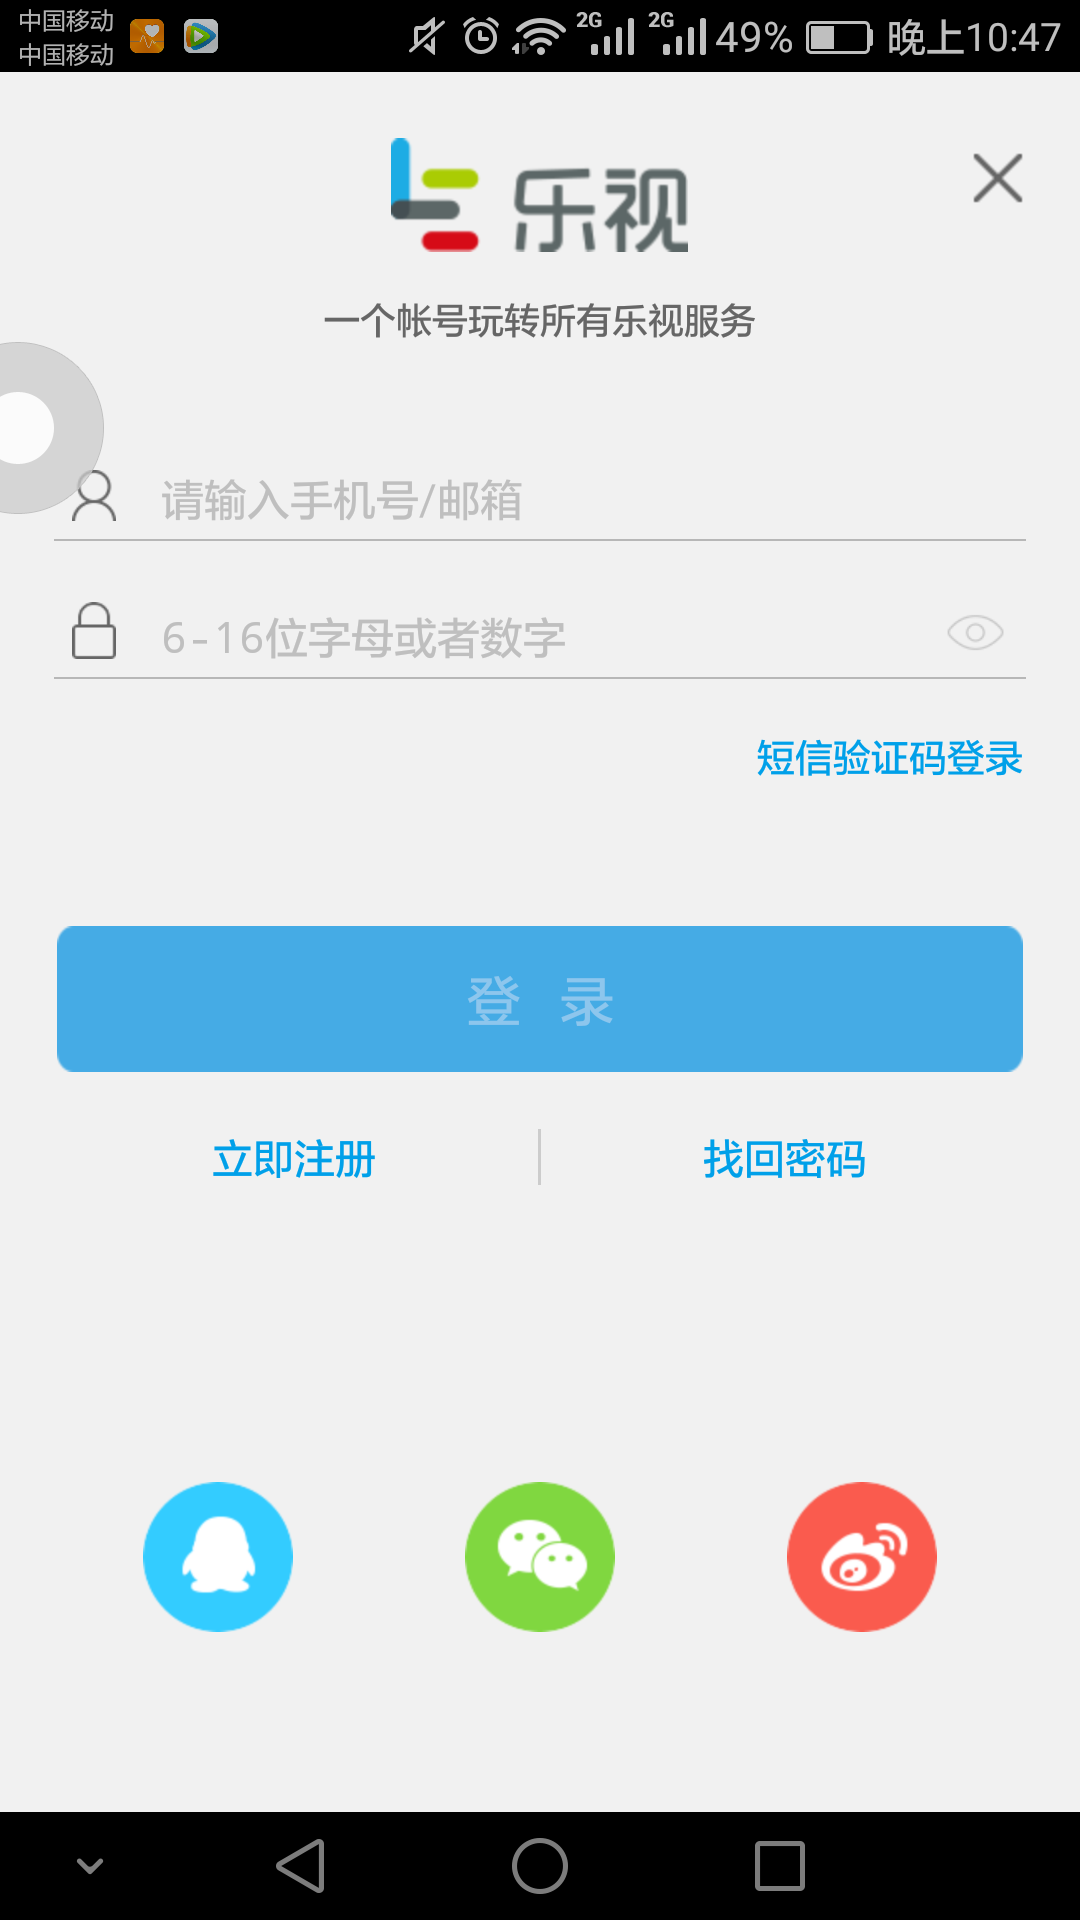 中国移动
中国移动
2G
2G
49%
晚上10:47
乐视
一个帐号玩转所有乐视服务
请输入手机号/邮箱
6-16位字母或者数字
短信验证码登录
登 录
立即注册
找回密码